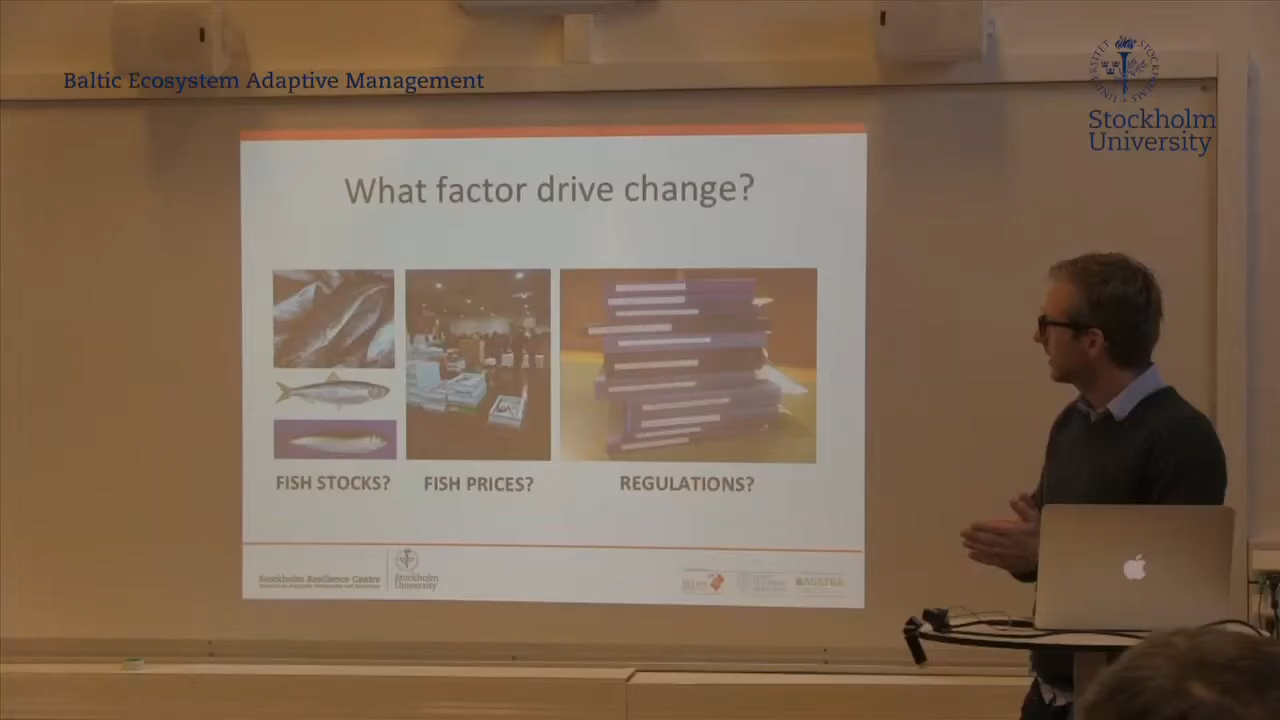 Baltic Ecosystem Adaptive Management
Stockholm
University
What factor drive change?
FISH STOCKS?
FISH PRICES?
REGULATIONS?
Stockholm Resilience Centre
Stockholm
University
MISTRA